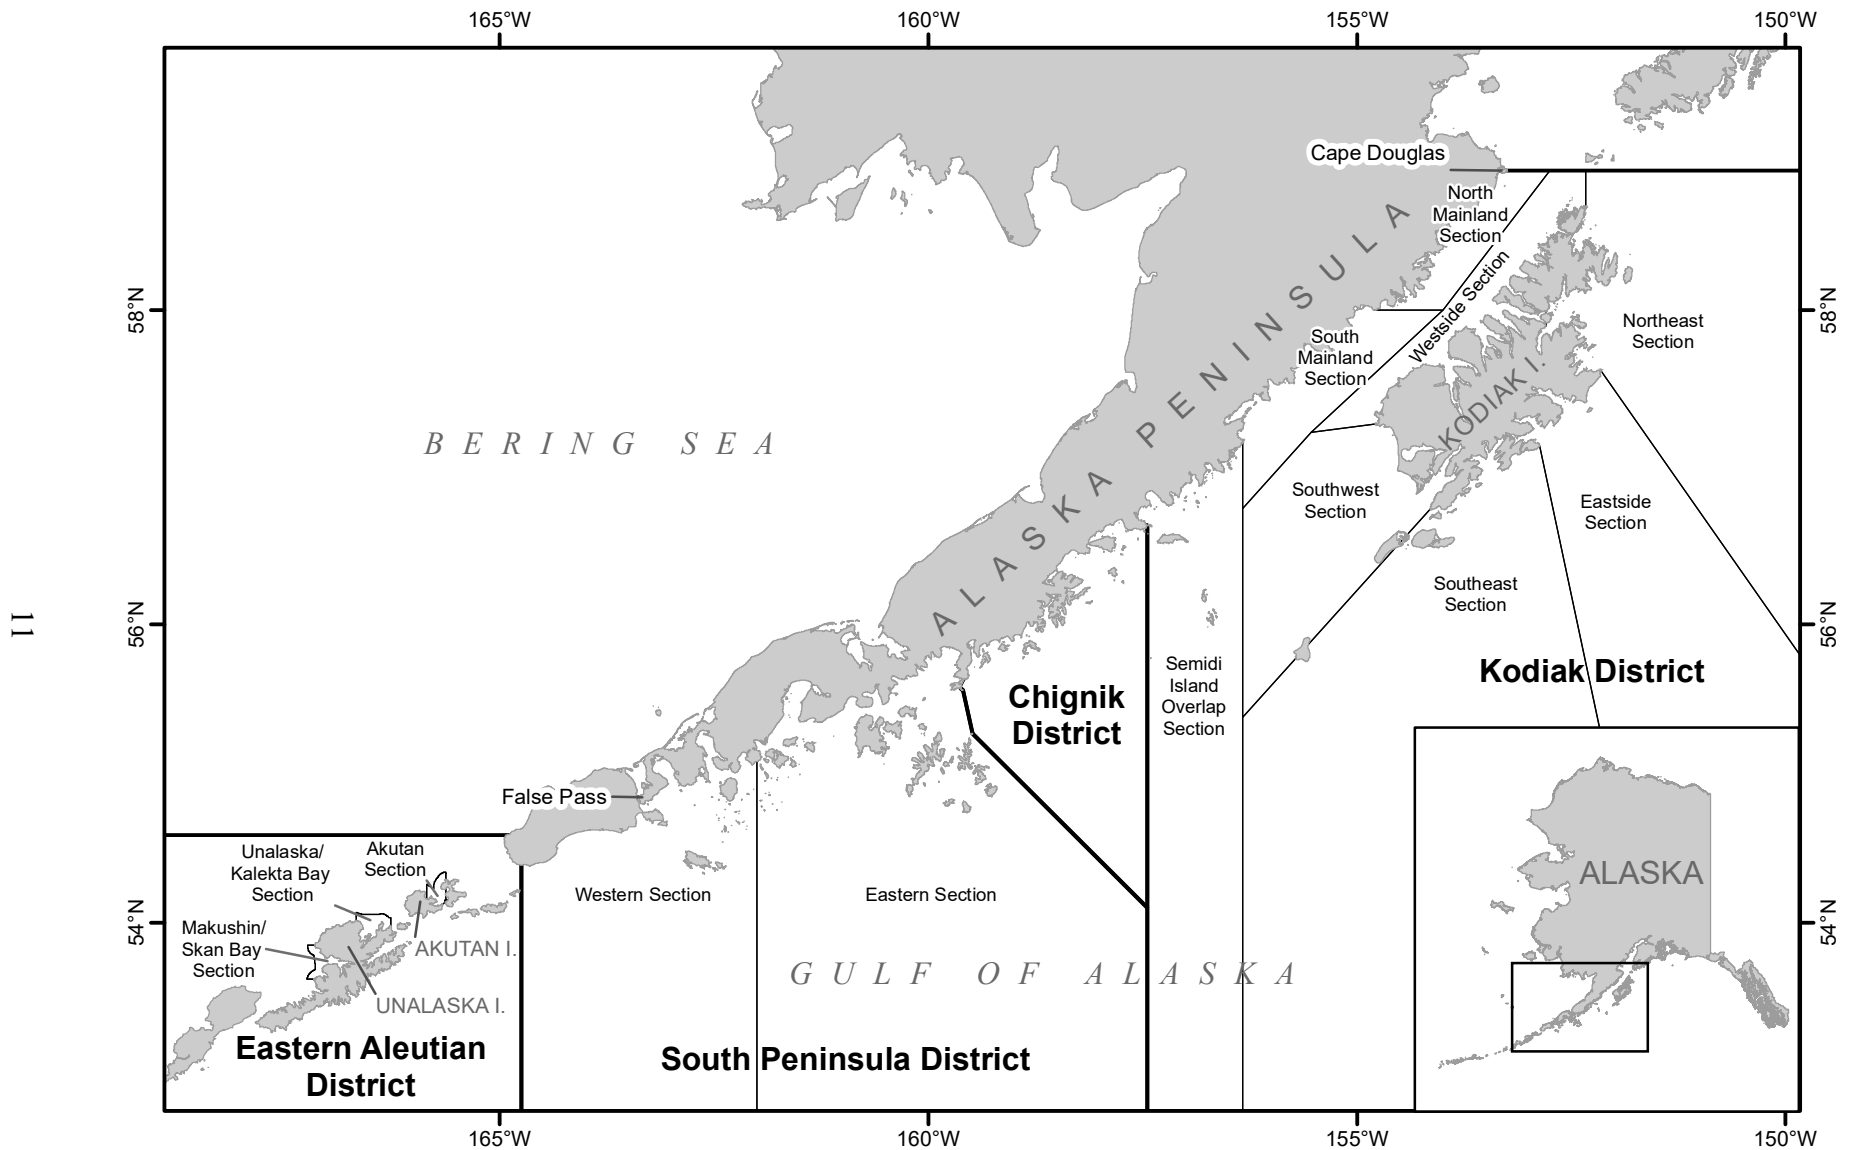 165°W 160°W 155°W 150°W
Cape Douglas
North
Mainland
Section
Westside Section
58°N
58°N
Northeast
Section
South
Mainland
Section
ALASKA PENINSULA
KODIAK I.
BERING SEA
Southwest
Section
Eastside
Section
Southeast
Section
56°N
56°N
11
Kodiak District
Semidi
Island
Overlap
Section
Chignik
District
False Pass
Unalaska/
Kalekta Bay
Section
Akutan
Section
Western Section
Eastern Section
ALASKA
54°N
54°N
Makushin/
Skan Bay
Section
AKUTAN I.
UNALASKA I.
GULF OF ALASKA
Eastern Aleutian
District
South Peninsula District
165°W 160°W 155°W 150°W